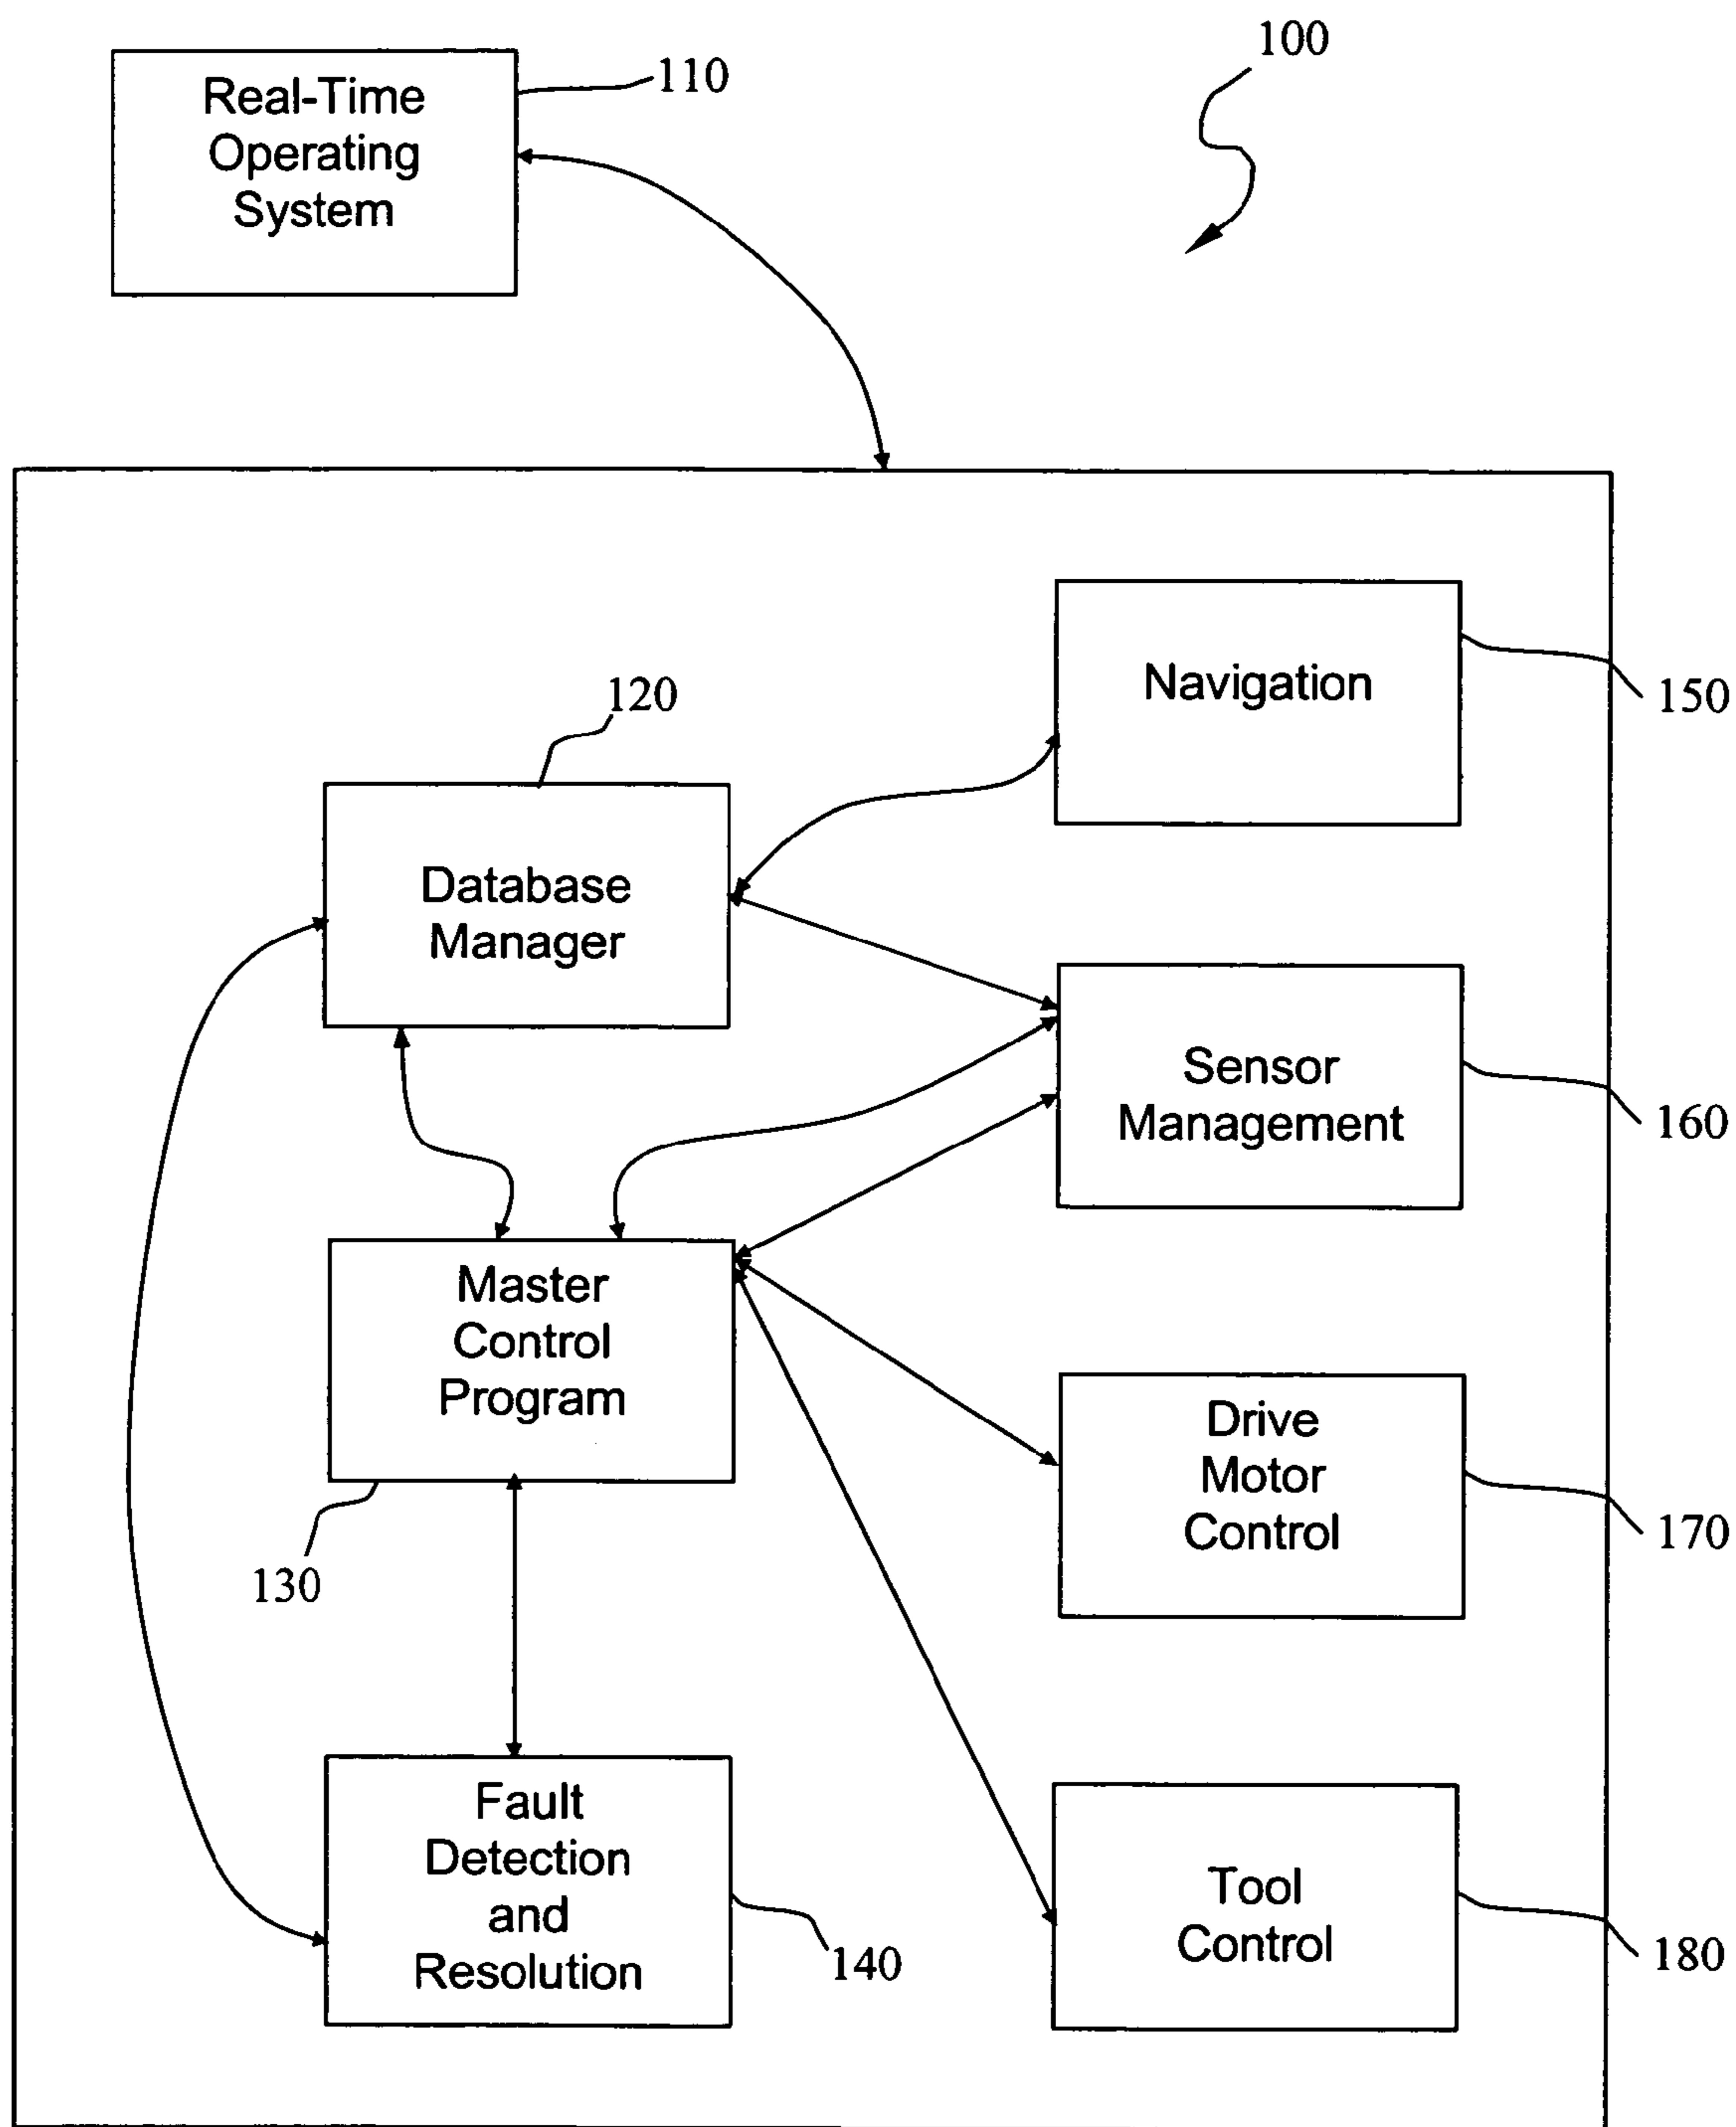 100
Real-Time
Operating
System
110
Navigation
150
120
Database
Manager
Sensor
Management
160
Master
Control
Program
130
Drive
Motor
Control
170
Fault
Detection
and
Resolution
140
Tool
Control
180